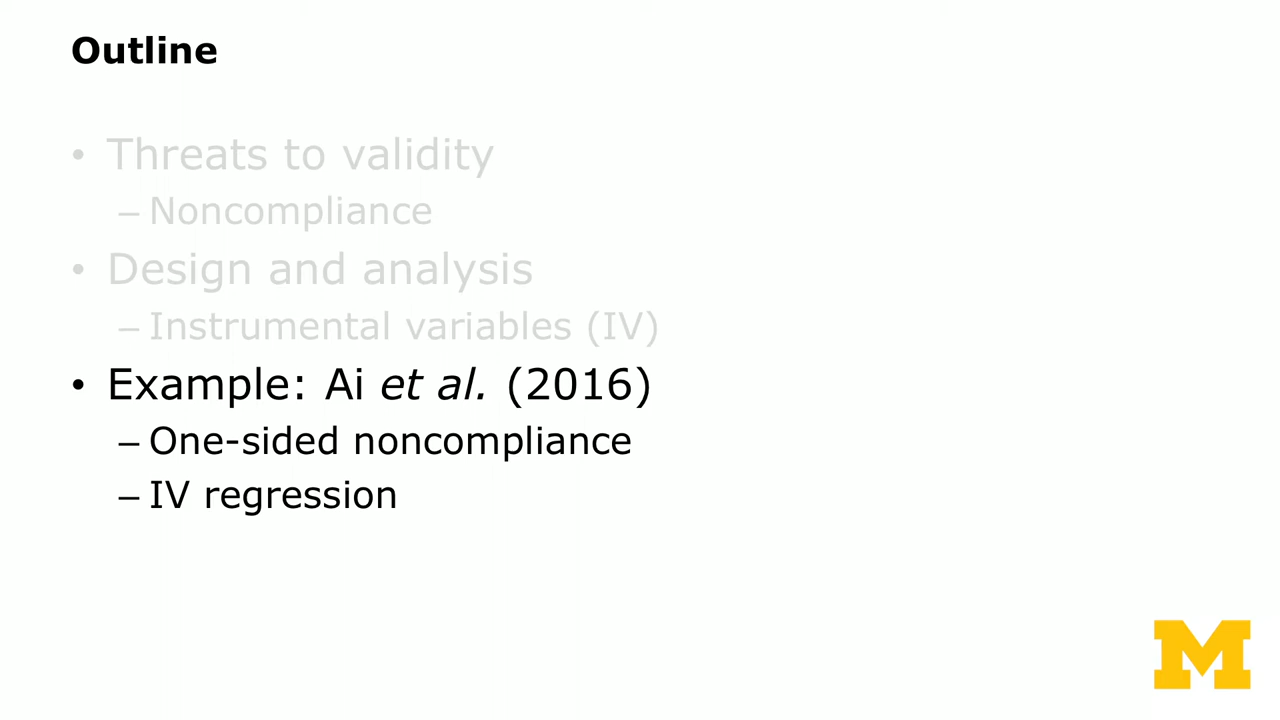 Outline
• Threats to validity
– Noncompliance
• Design and analysis
– Instrumental variables (IV)
• Example: Ai et al. (2016)
– One-sided noncompliance
– IV regression
M